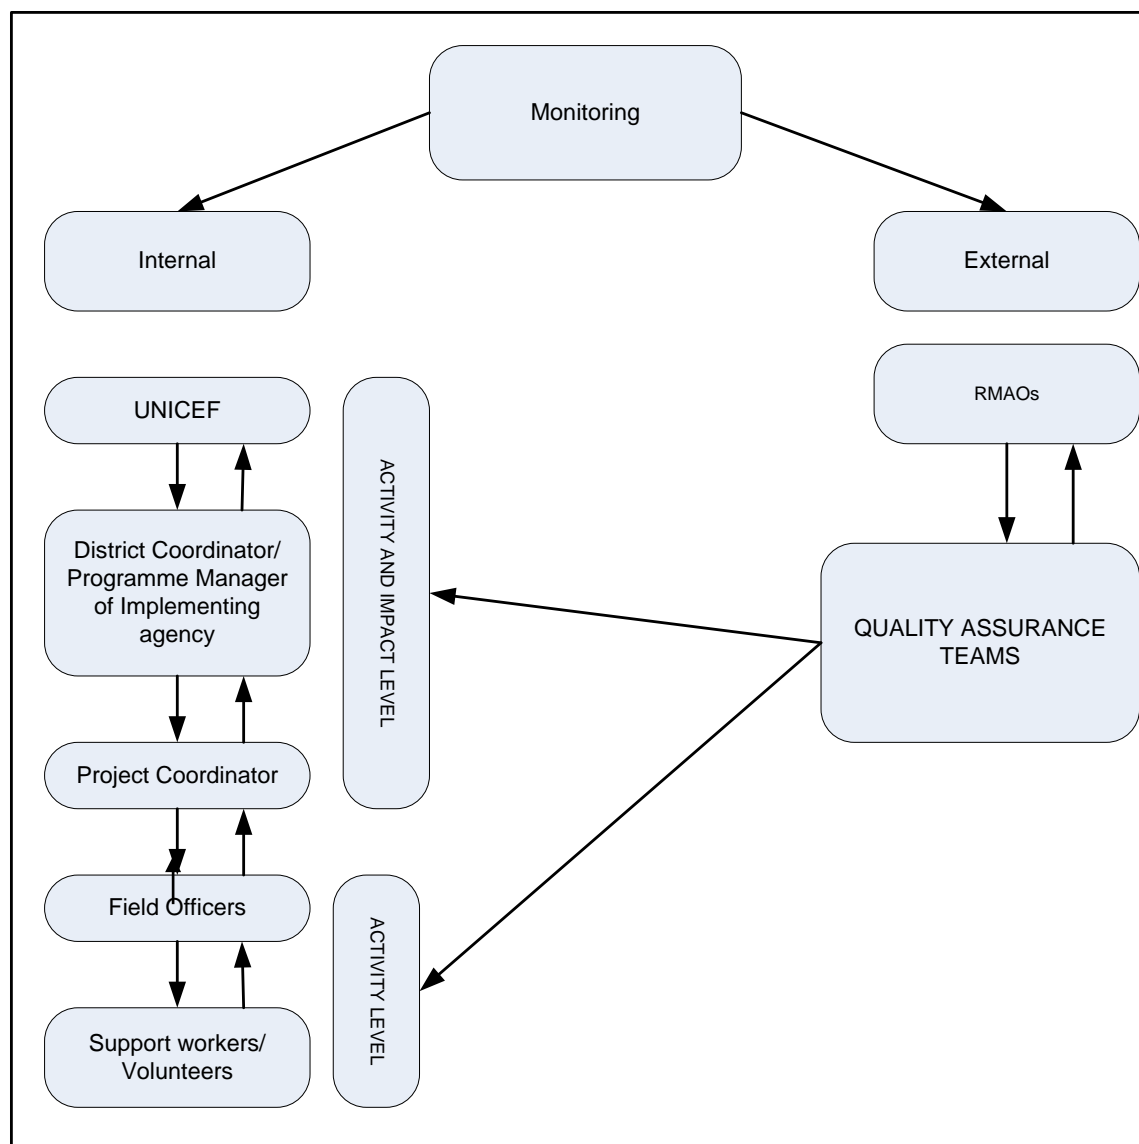 Monitoring
Internal
External
UNICEF
RMAOs
District Coordinator/
Programme Manager
of Implementing
agency
ACTIVITY AND IMPACT LEVEL
QUALITY ASSURANCE
TEAMS
Project Coordinator
Field Officers
ACTIVITY LEVEL
Support workers/
Volunteers